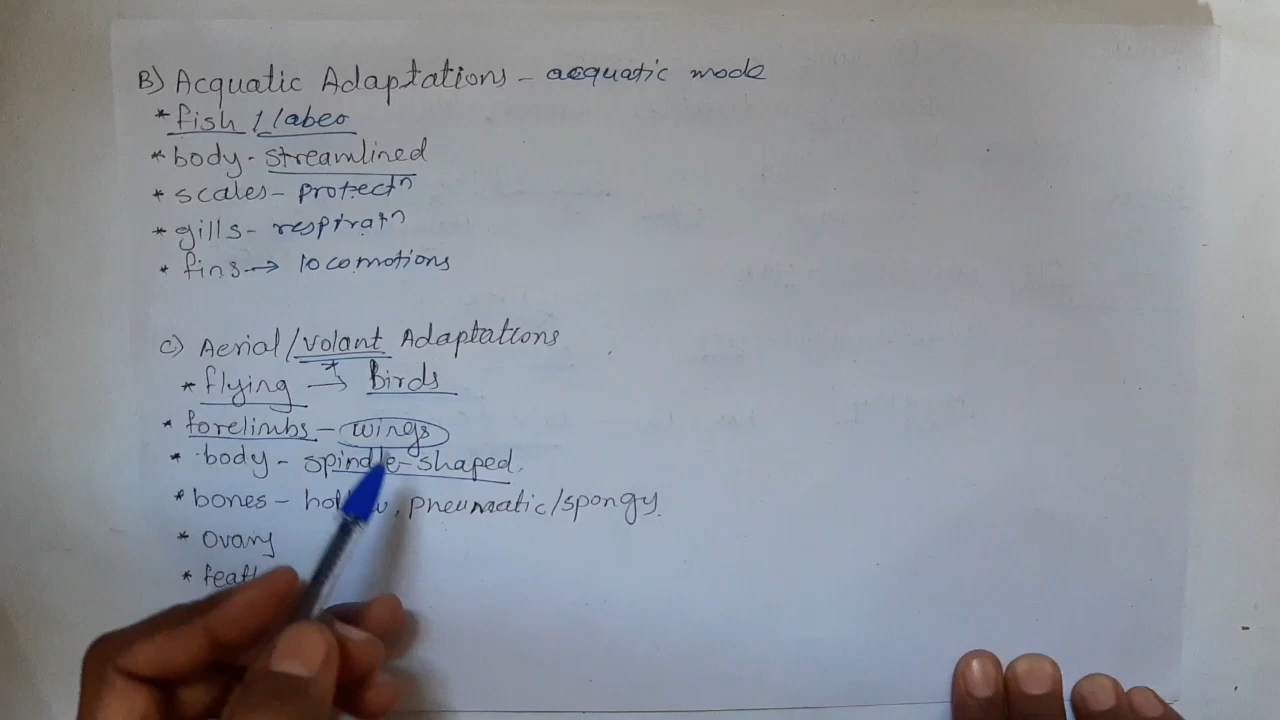 B) Acquatic Adaptations - acquatic mode
* fish / labeo
* body - streamlined
* scales - protectn
* gills - respiratn
* fins → locomotions
C) Aerial/volant Adaptations
* flying → Birds
* forelimbs - wings
* body - spindle-shaped.
* bones - pneumatic/spongy.
* ovary
*